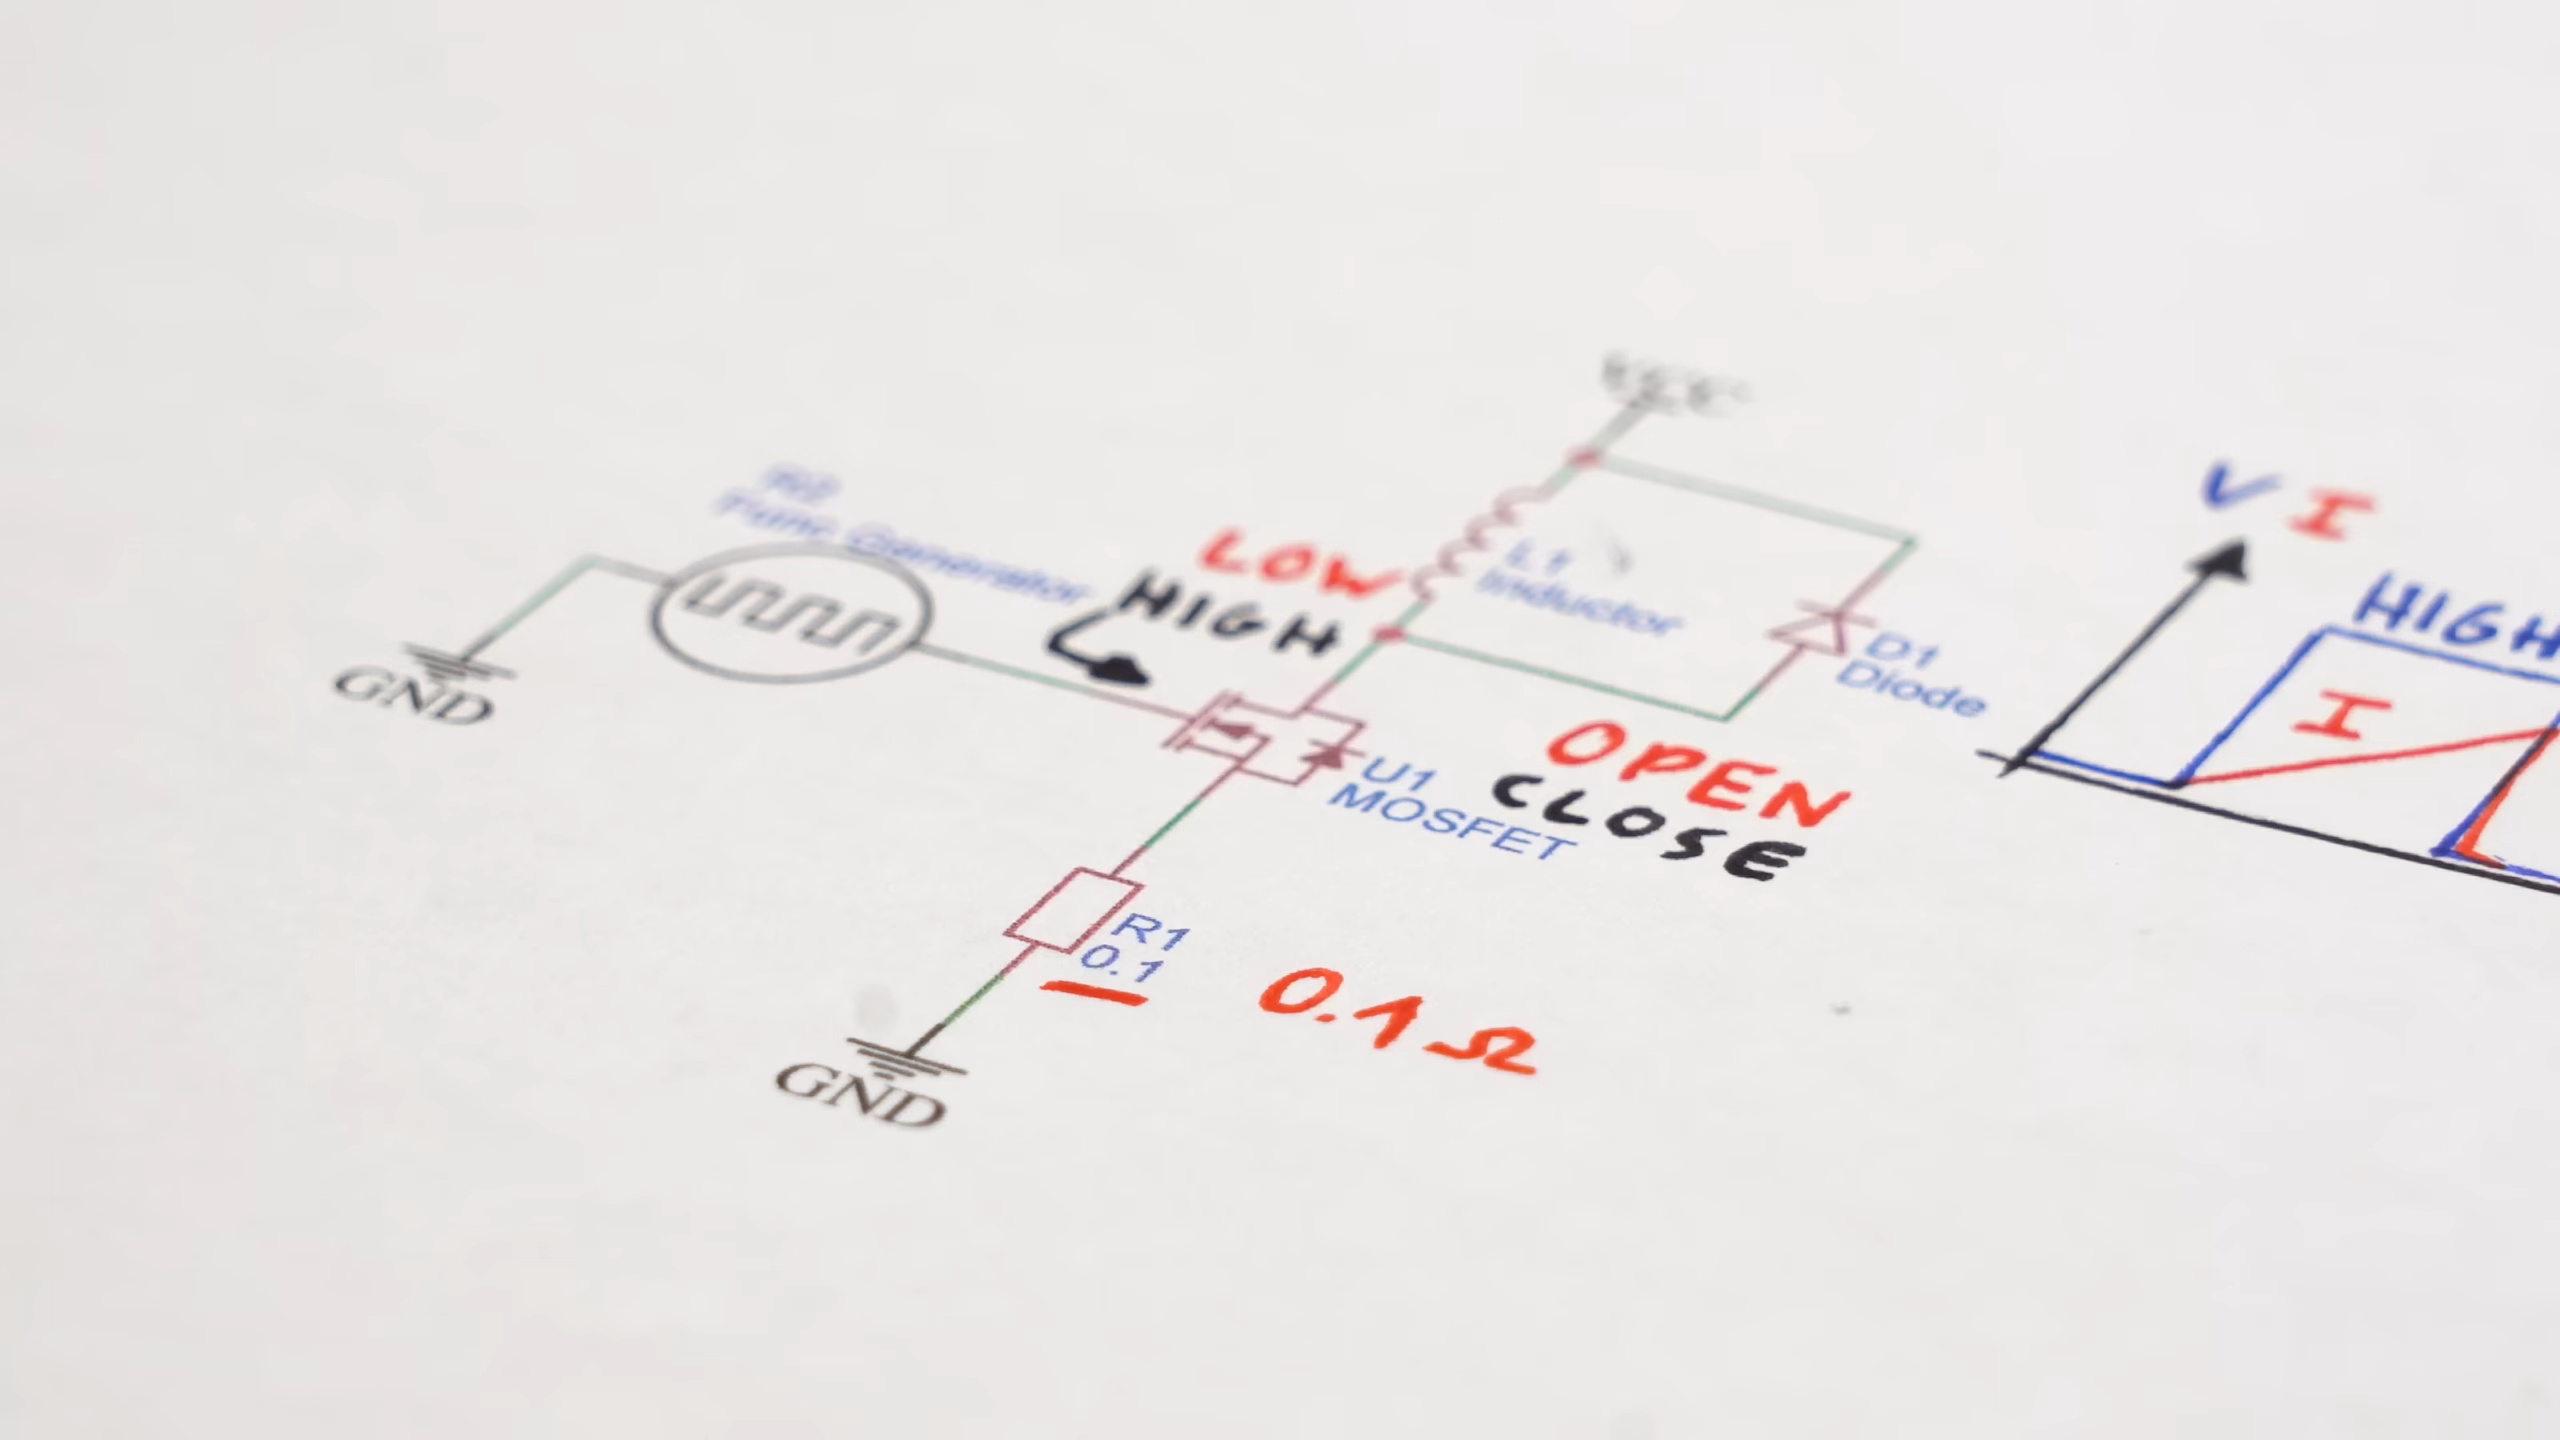 VCC
Func Generator
GND
LOW
HIGH
L1
Inductor
D1
Diode
U1
MOSFET
OPEN
CLOSE
R1
0.1
0.1Ω
GND
V I
HIGH
I